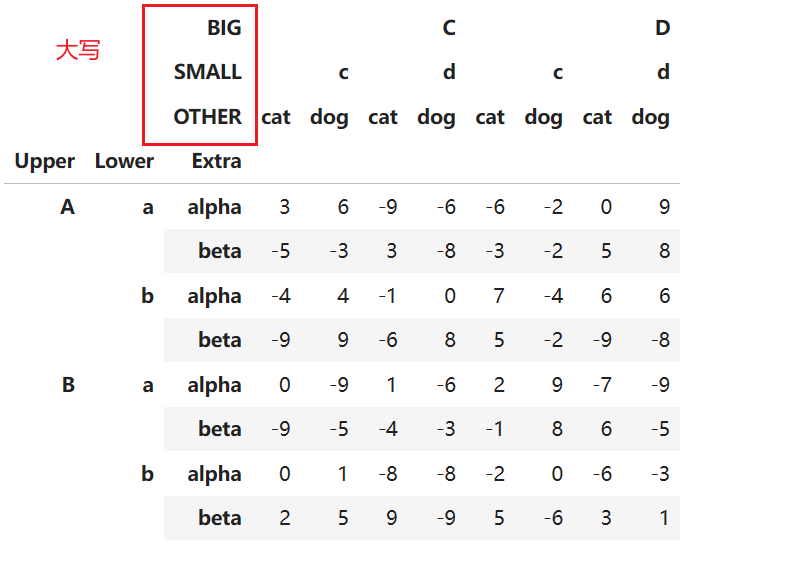 BIG C D
大写
SMALL c d c d
OTHER cat dog cat dog cat dog cat dog
Upper Lower Extra
A a alpha 3 6 -9 -6 -6 -2 0 9
beta -5 -3 3 -8 -3 -2 5 8
b alpha -4 4 -1 0 7 -4 6 6
beta -9 9 -6 8 5 -2 -9 -8
B a alpha 0 -9 1 -6 2 9 -7 -9
beta -9 -5 -4 -3 -1 8 6 -5
b alpha 0 1 -8 -8 -2 0 -6 -3
beta 2 5 9 -9 5 -6 3 1